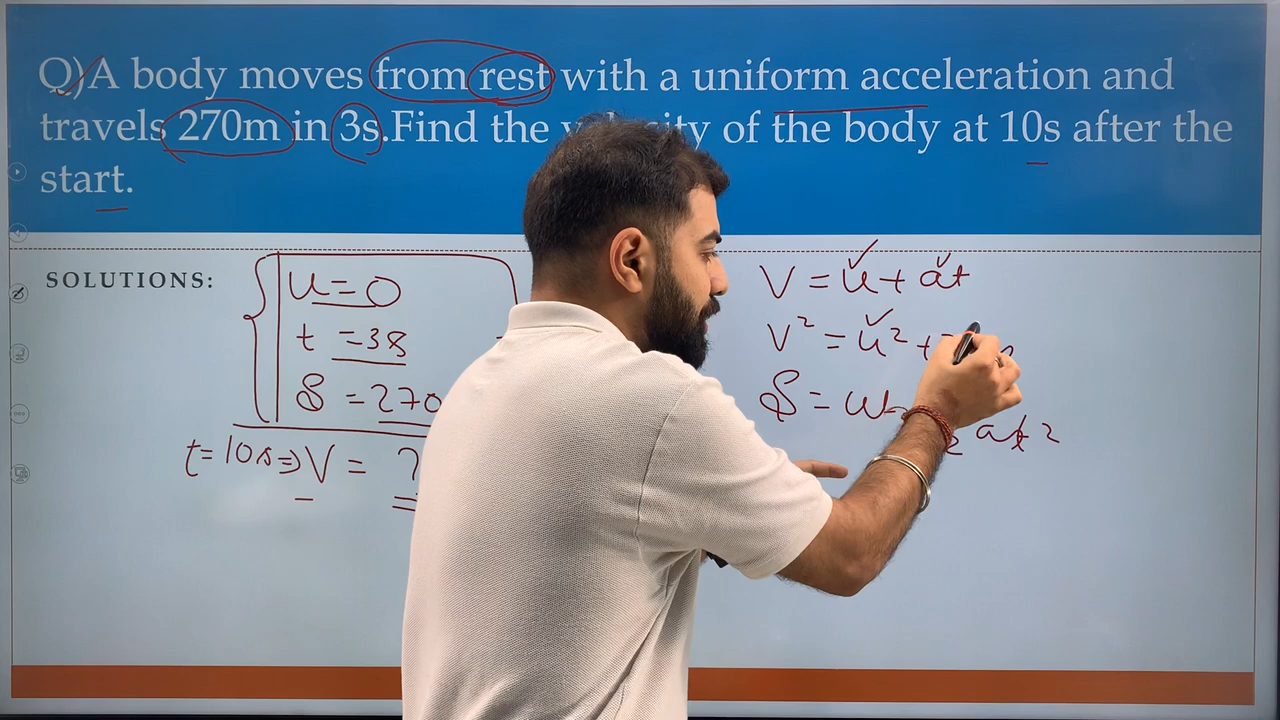 Q) A body moves from rest with a uniform acceleration and
travels 270m in 3s. Find the of the body at 10s after the
start.
SOLUTIONS:
u = 0
t = 3s
S = 270
t = 10s ⇒ V = ?
V = u + at
V² = u² +
S = ut at²